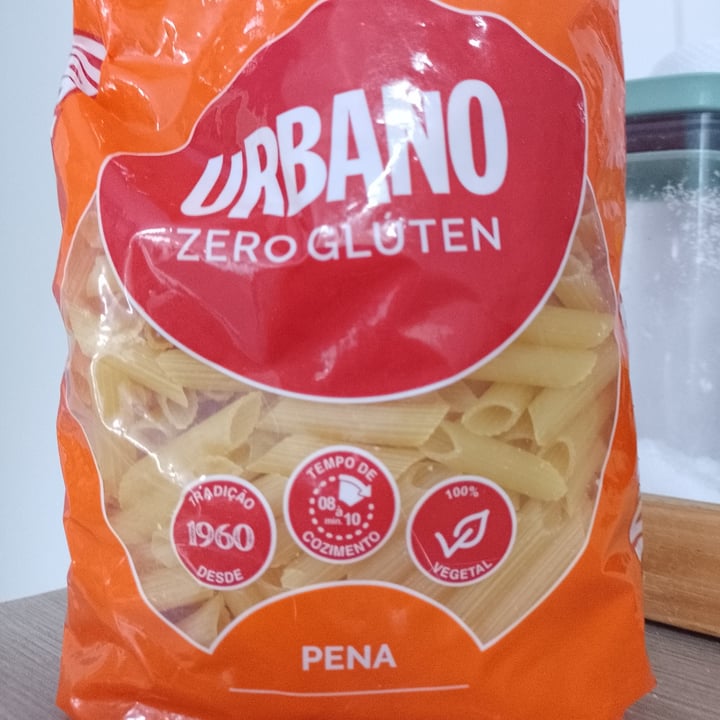 URBANO
ZERO GLÚTEN
TRADIÇÃO
1960
DESDE
TEMPO DE
08 à
min. 10
COZIMENTO
100%
VEGETAL
PENA